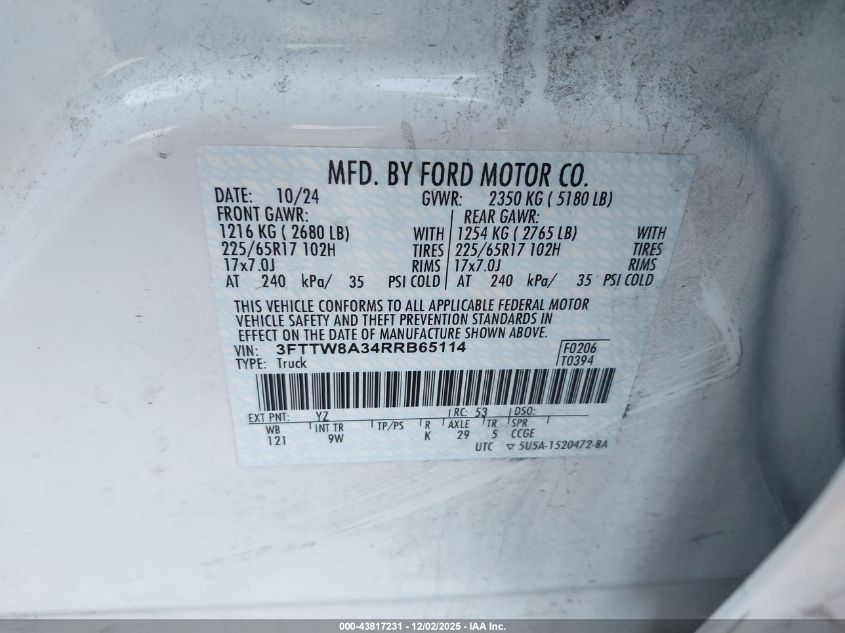 MFD. BY FORD MOTOR CO.
DATE: 10/24 GVWR: 2350 KG ( 5180 LB)
FRONT GAWR: REAR GAWR:
1216 KG ( 2680 LB) WITH 1254 KG ( 2765 LB) WITH
225/65R17 102H TIRES 225/65R17 102H TIRES
17x7.0J RIMS 17x7.0J RIMS
AT 240 kPa/ 35 PSI COLD AT 240 kPa/ 35 PSI COLD
THIS VEHICLE CONFORMS TO ALL APPLICABLE FEDERAL MOTOR
VEHICLE SAFETY AND THEFT PREVENTION STANDARDS IN
EFFECT ON THE DATE OF MANUFACTURE SHOWN ABOVE.
VIN: 3FTTW8A34RRB65114 F0206
TYPE: Truck T0394
EXT PNT: YZ RC: 53 DSO:
WB INT TR TP/PS R AXLE TR SPR
121 9W K 29 5 CCGE
UTC ▽ 5U5A-1520472-BA
000-43817231 - 12/02/2025 - IAA Inc.